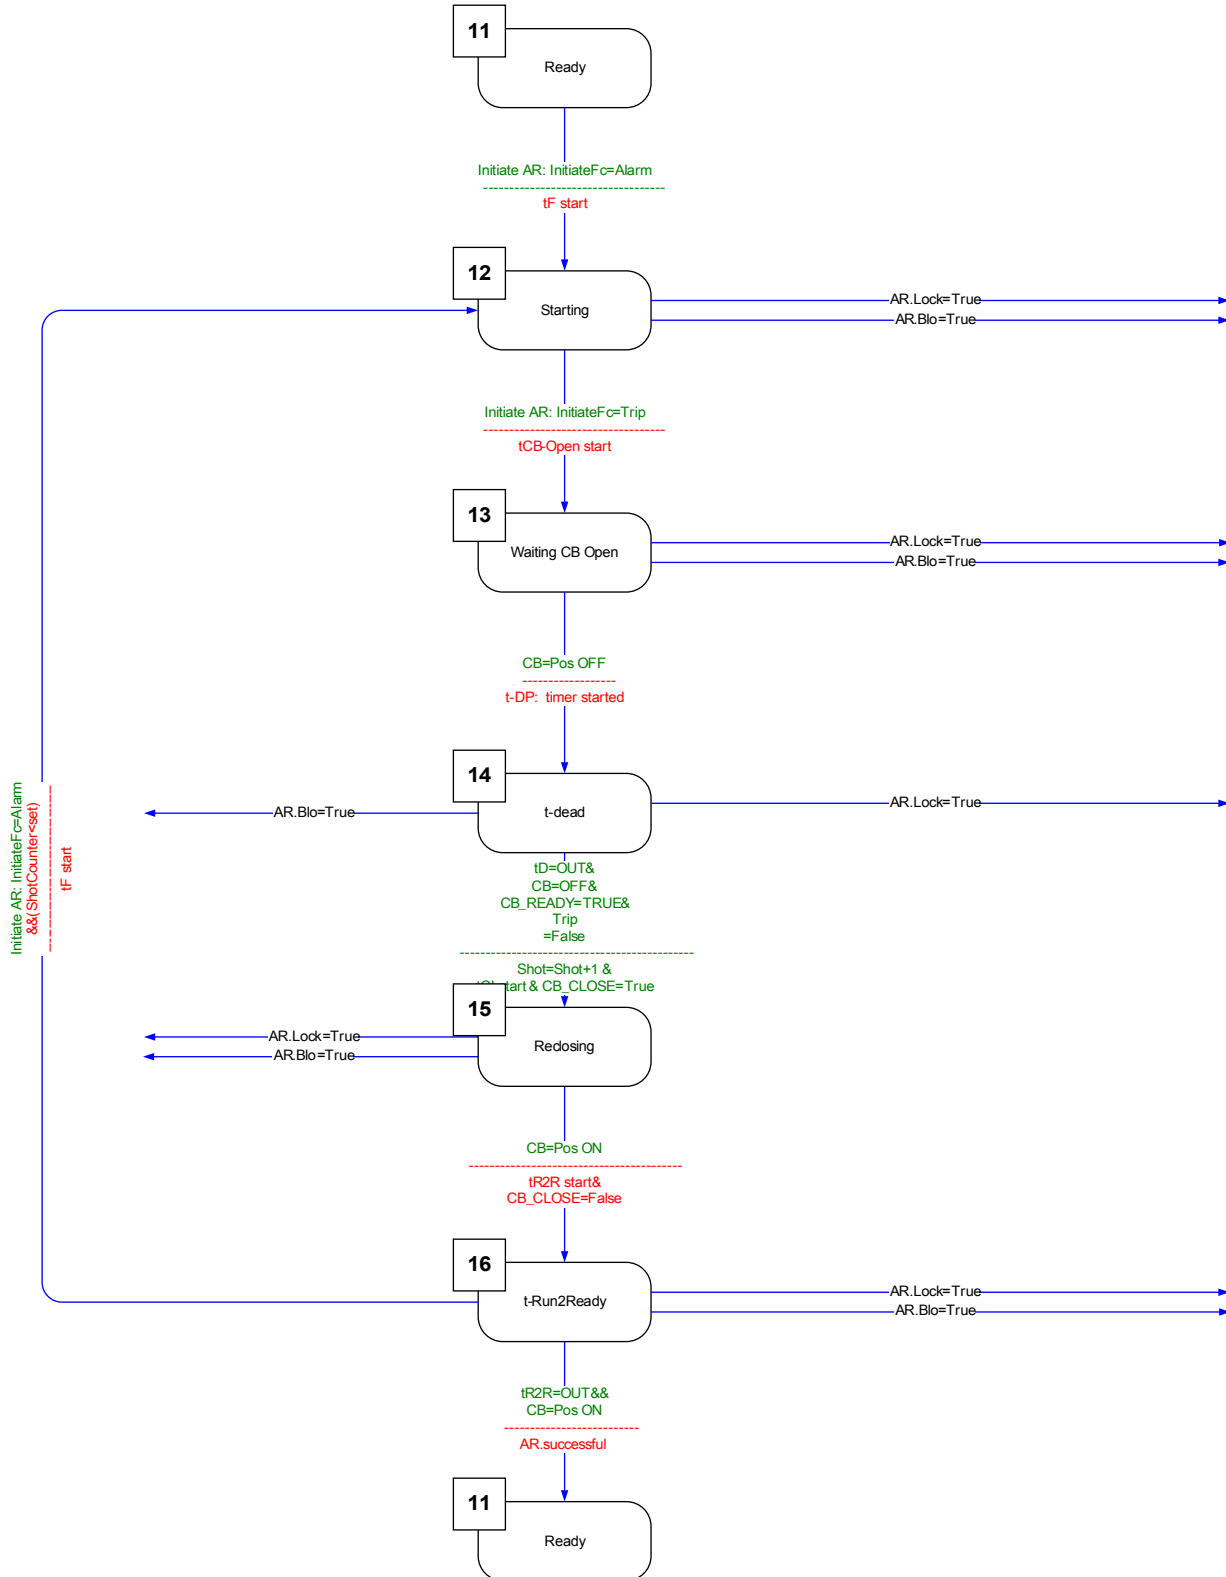 11
Ready
Initiate AR: InitiateFc=Alarm
tF start
12
Starting
AR.Lock=True
AR.Blo=True
Initiate AR: InitiateFc=Trip
tCB-Open start
13
Waiting CB Open
AR.Lock=True
AR.Blo=True
CB=Pos OFF
t-DP: timer started
14
t-dead
AR.Blo=True
AR.Lock=True
Initiate AR: InitiateFc=Alarm
&&(ShotCounter<set)
tF start
tD=OUT&
CB=OFF&
CB_READY=TRUE&
Trip
=False
Shot=Shot+1 &
start & CB_CLOSE=True
15
Reclosing
AR.Lock=True
AR.Blo=True
CB=Pos ON
tR2R start&
CB_CLOSE=False
16
t-Run2Ready
AR.Lock=True
AR.Blo=True
tR2R=OUT&&
CB=Pos ON
AR.successful
11
Ready